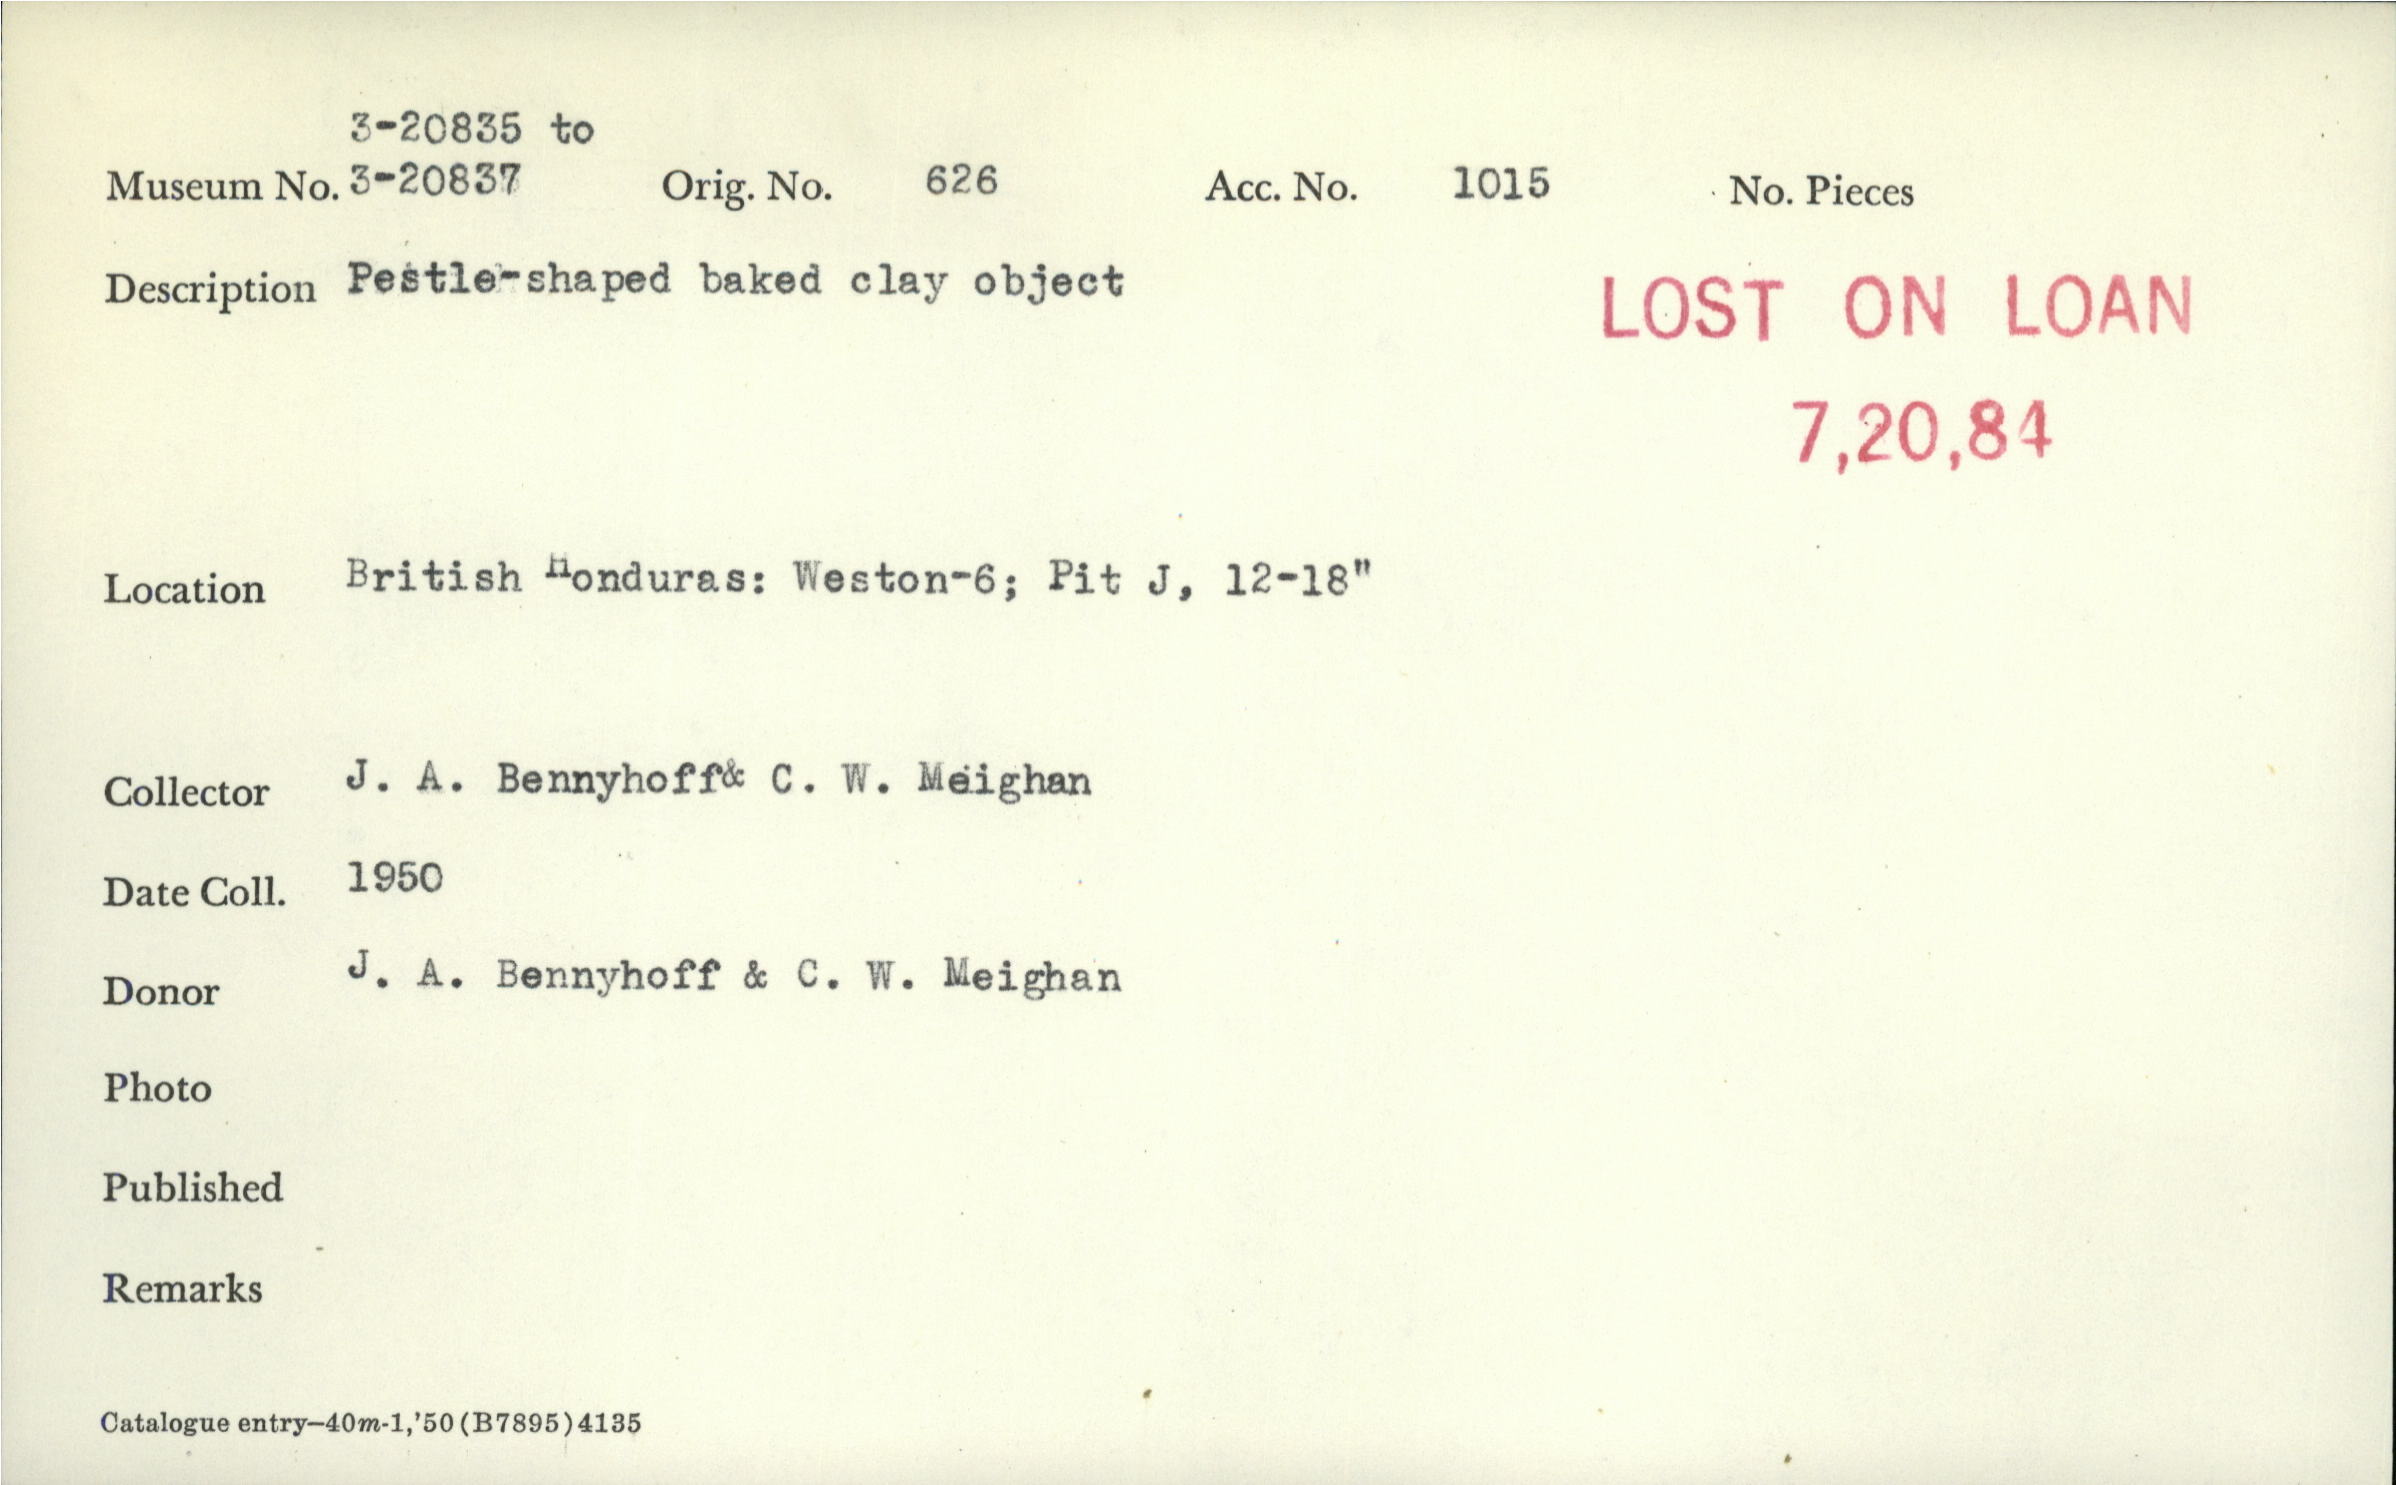 3-20835 to
Museum No. 3-20837 Orig. No. 626 Acc. No. 1015 No. Pieces
Description Pestle-shaped baked clay object
LOST ON LOAN
7,20,84
Location British Honduras: Weston-6; Pit J, 12-18"
Collector J. A. Bennyhoff& C. W. Meighan
Date Coll. 1950
Donor J. A. Bennyhoff & C. W. Meighan
Photo
Published
Remarks
Catalogue entry—40m-1,'50 (B7895) 4135